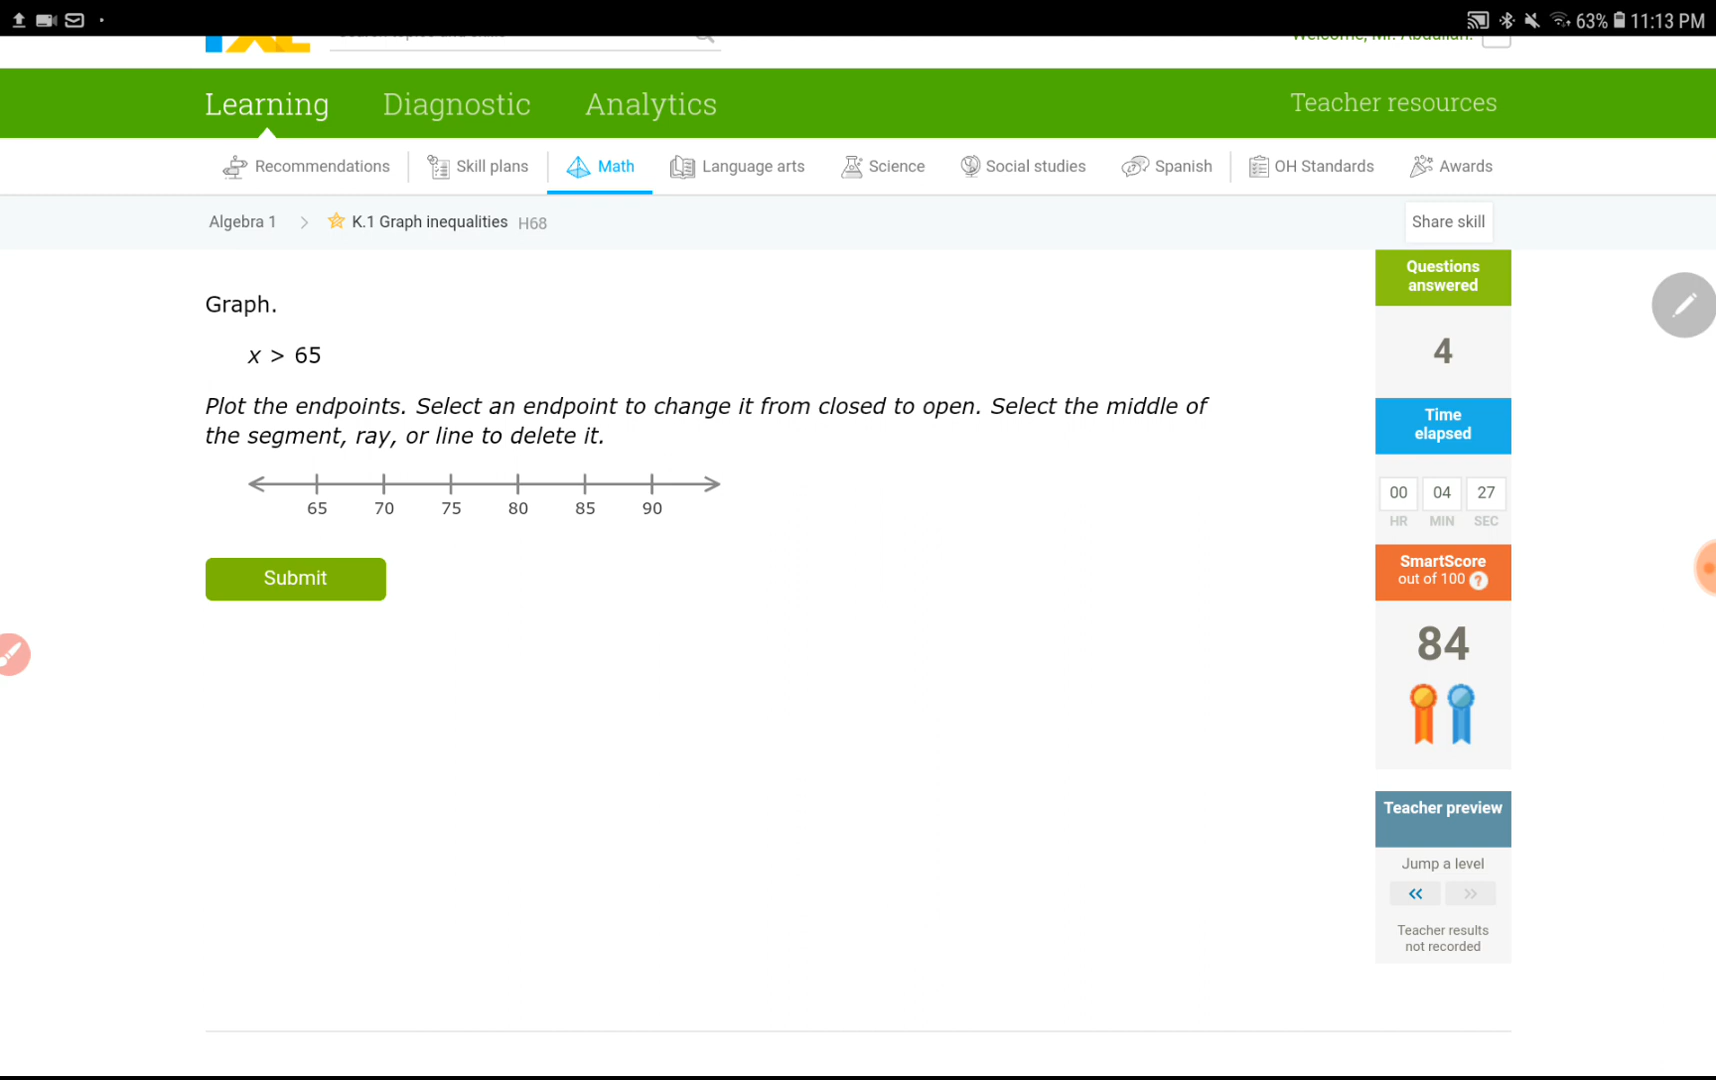 63% 11:13 PM
Learning Diagnostic Analytics Teacher resources
Recommendations Skill plans Math Language arts Science Social studies Spanish OH Standards Awards
Algebra 1 K.1 Graph inequalities H68 Share skill
Graph.
x > 65
Plot the endpoints. Select an endpoint to change it from closed to open. Select the middle of
the segment, ray, or line to delete it.
65 70 75 80 85 90
Submit
Questions
answered
4
Time
elapsed
00 04 27
HR MIN SEC
SmartScore
out of 100 ?
84
Teacher preview
Jump a level
Teacher results
not recorded